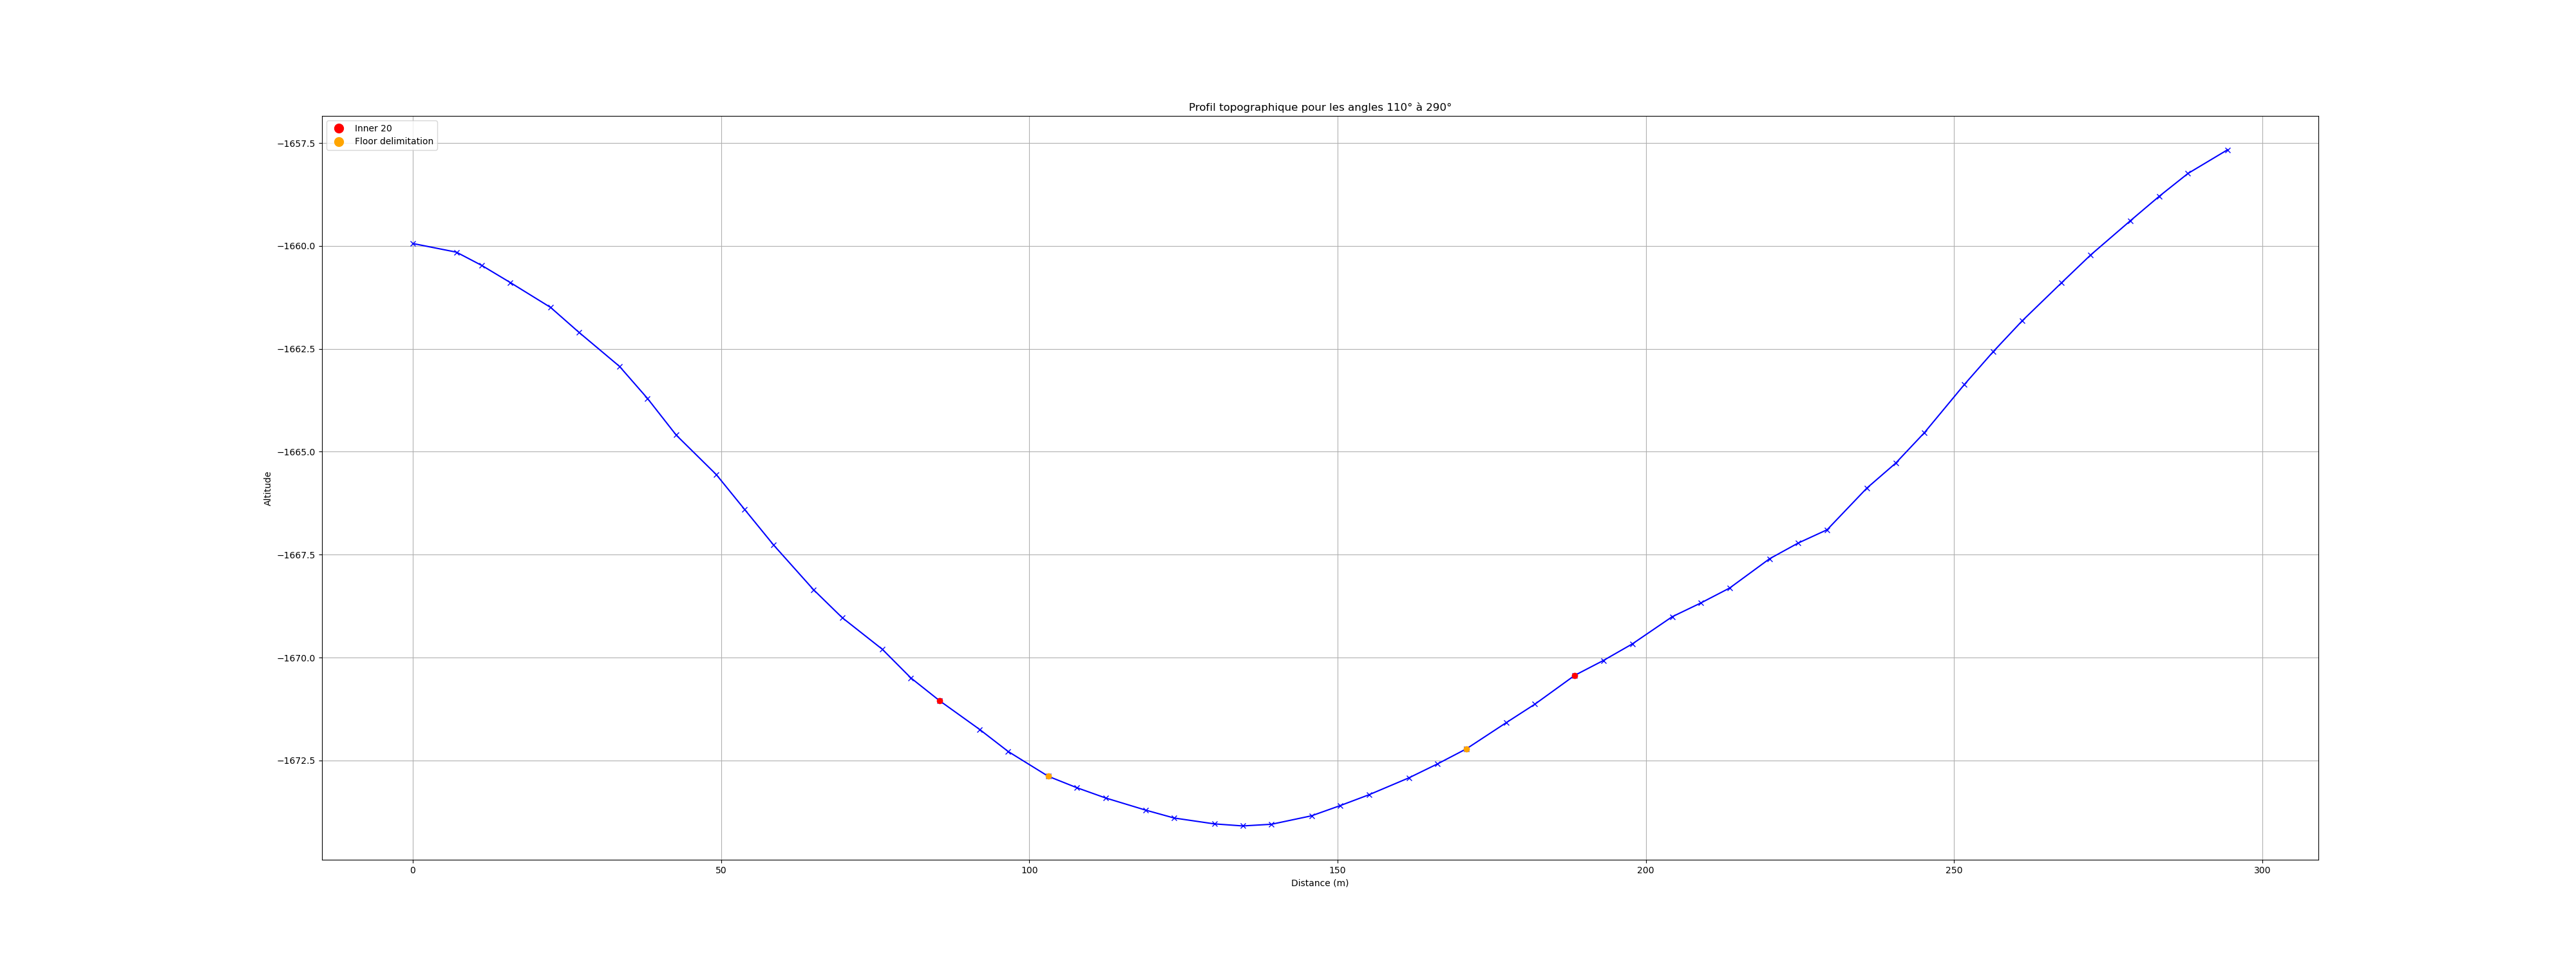 Profil topographique pour les angles 110° à 290°
Inner 20
Floor delimitation
−1657.5
−1660.0
−1662.5
−1665.0
−1667.5
−1670.0
−1672.5
Altitude
0
50
100
150
200
250
300
Distance (m)